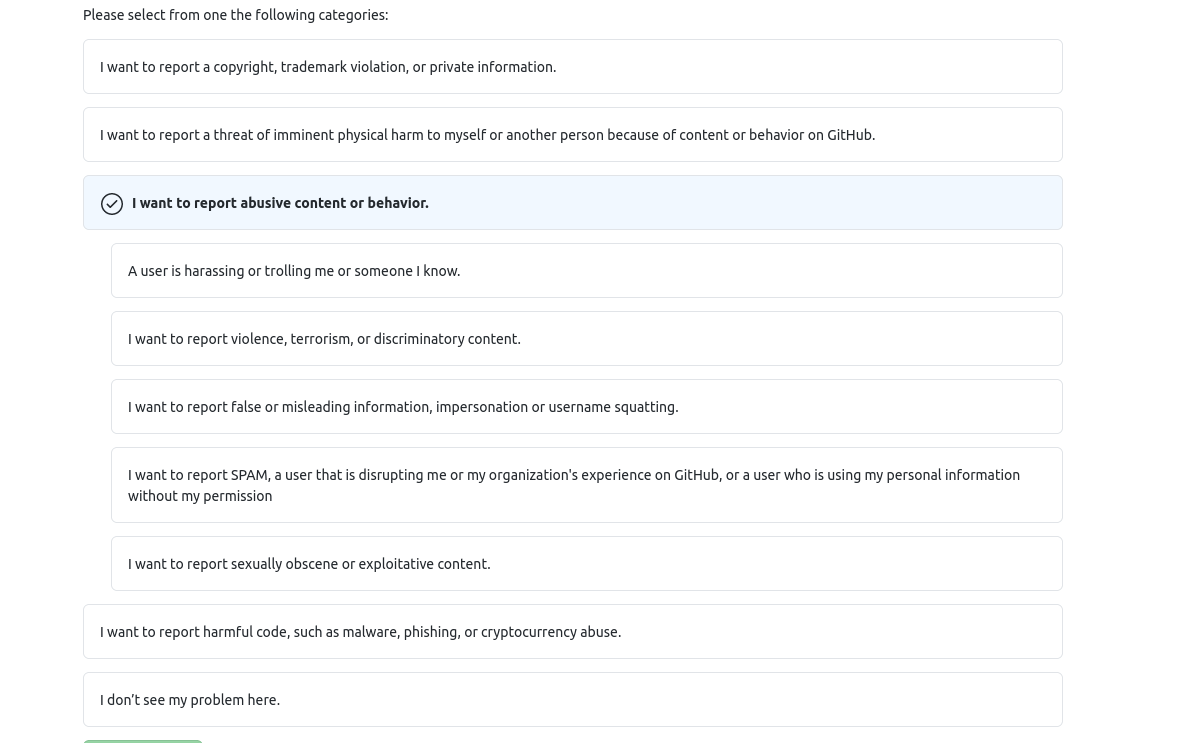 Please select from one the following categories:
I want to report a copyright, trademark violation, or private information.
I want to report a threat of imminent physical harm to myself or another person because of content or behavior on GitHub.
I want to report abusive content or behavior.
A user is harassing or trolling me or someone I know.
I want to report violence, terrorism, or discriminatory content.
I want to report false or misleading information, impersonation or username squatting.
I want to report SPAM, a user that is disrupting me or my organization's experience on GitHub, or a user who is using my personal information
without my permission
I want to report sexually obscene or exploitative content.
I want to report harmful code, such as malware, phishing, or cryptocurrency abuse.
I don’t see my problem here.